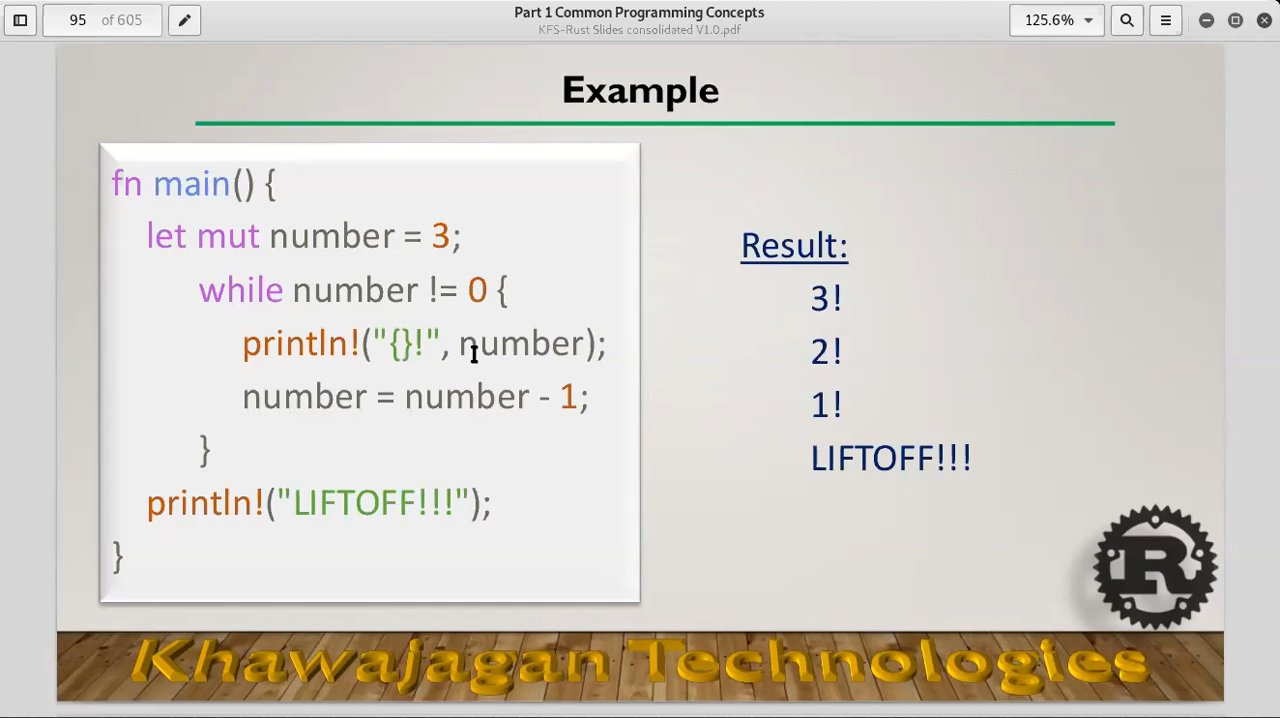 Part 1 Common Programming Concepts
95 of 605
KFS-Rust Slides consolidated V1.0.pdf
125.6%
Example
fn main() {
let mut number = 3;
while number != 0 {
println!("{}!", number);
number = number - 1;
}
println!("LIFTOFF!!!");
}
Result:
3!
2!
1!
LIFTOFF!!!
R
Khawajagan Technologies